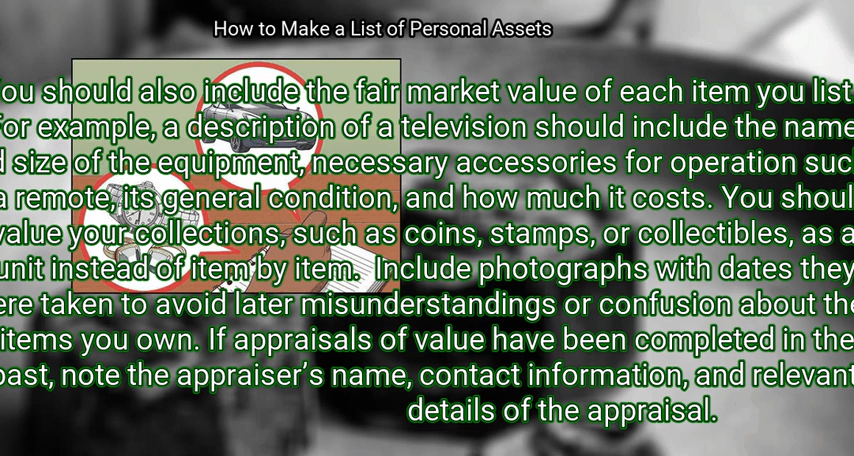 How to Make a List of Personal Assets
You should also include the fair market value of each item you list
For example, a description of a television should include the name
size of the equipment, necessary accessories for operation such
a remote, its general condition, and how much it costs. You should
value your collections, such as coins, stamps, or collectibles, as a
unit instead of item by item. Include photographs with dates they
were taken to avoid later misunderstandings or confusion about the
items you own. If appraisals of value have been completed in the
past, note the appraiser’s name, contact information, and relevant
details of the appraisal.